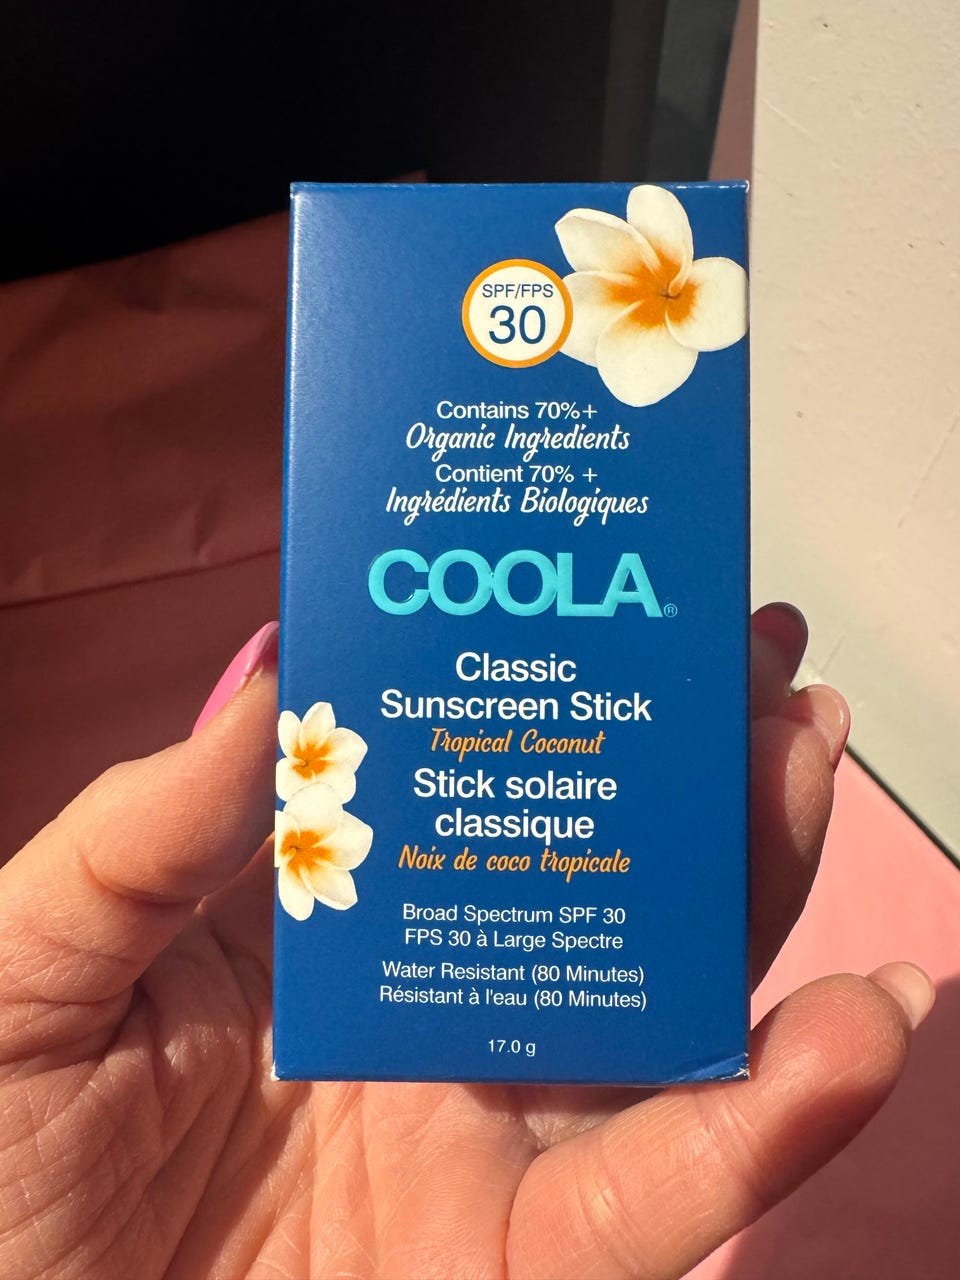 SPF/FPS
30
Contains 70%+
Organic Ingredients
Contient 70% +
Ingrédients Biologiques
COOLA®
Classic
Sunscreen Stick
Tropical Coconut
Stick solaire
classique
Noix de coco tropicale
Broad Spectrum SPF 30
FPS 30 à Large Spectre
Water Resistant (80 Minutes)
Résistant à l'eau (80 Minutes)
17.0 g